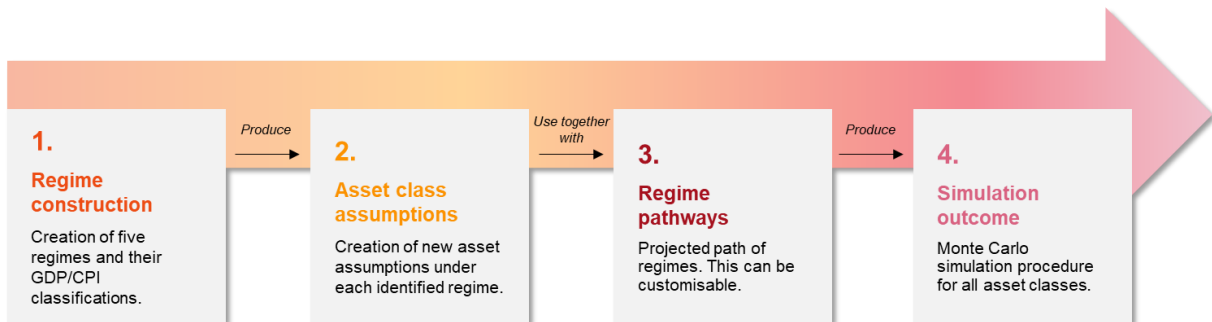 1.
Regime
construction
Creation of five
regimes and their
GDP/CPI
classifications.
Produce
2.
Asset class
assumptions
Creation of new asset
assumptions under
each identified regime.
Use together
with
3.
Regime
pathways
Projected path of
regimes. This can be
customisable.
Produce
4.
Simulation
outcome
Monte Carlo
simulation procedure
for all asset classes.